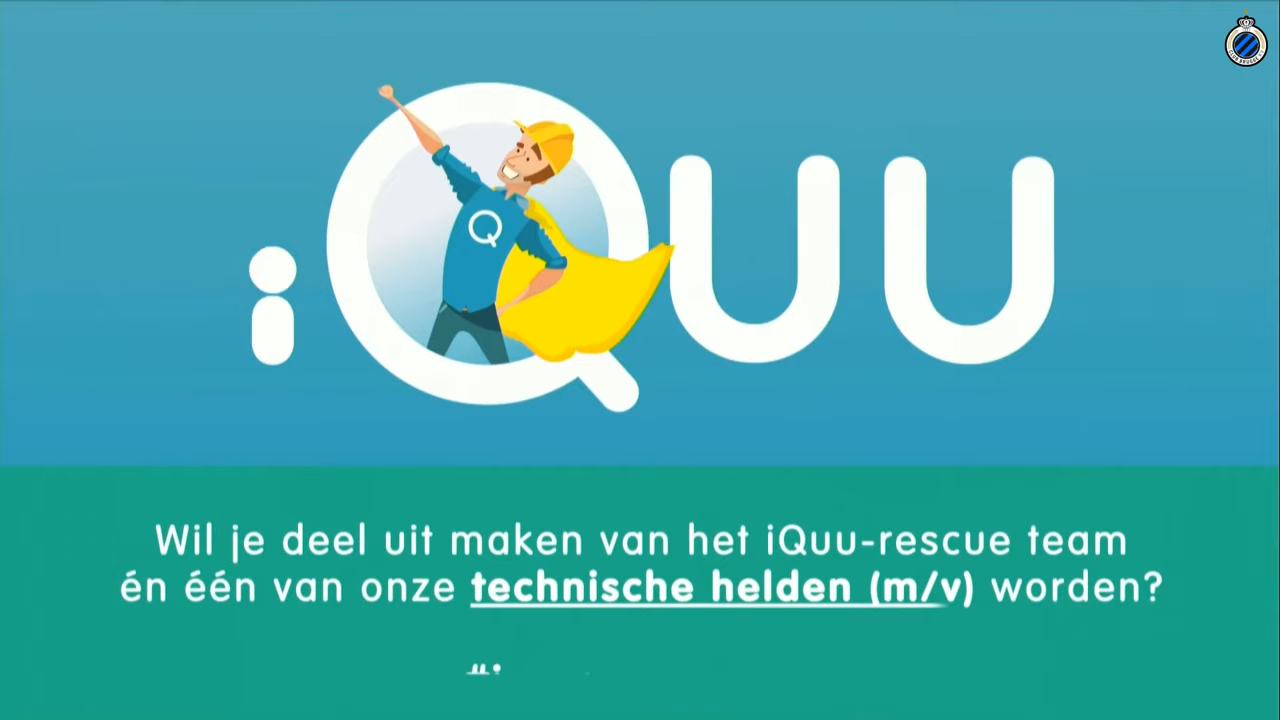 iQuu
Q
Wil je deel uit maken van het iQuu-rescue team
én één van onze technische helden (m/v) worden?